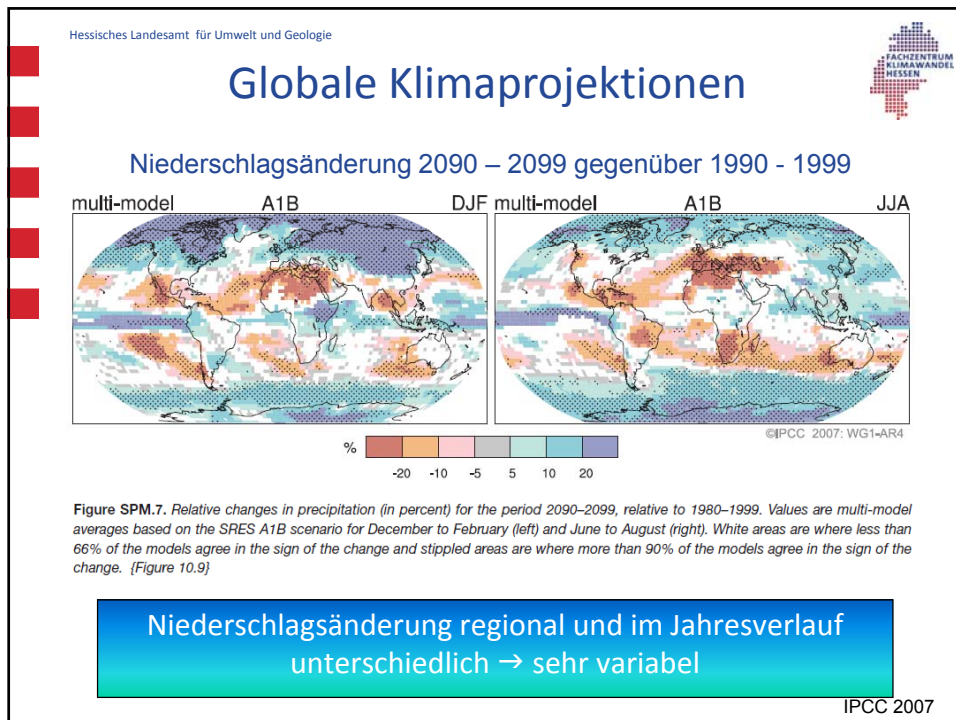 Hessisches Landesamt für Umwelt und Geologie
FACHZENTRUM
KLIMAWANDEL
HESSEN
Globale Klimaprojektionen
Niederschlagsänderung 2090 – 2099 gegenüber 1990 - 1999
multi-model A1B DJF multi-model A1B JJA
©IPCC 2007: WG1-AR4
%
-20 -10 -5 5 10 20
Figure SPM.7. Relative changes in precipitation (in percent) for the period 2090–2099, relative to 1980–1999. Values are multi-model
averages based on the SRES A1B scenario for December to February (left) and June to August (right). White areas are where less than
66% of the models agree in the sign of the change and stippled areas are where more than 90% of the models agree in the sign of the
change. {Figure 10.9}
Niederschlagsänderung regional und im Jahresverlauf
unterschiedlich → sehr variabel
IPCC 2007